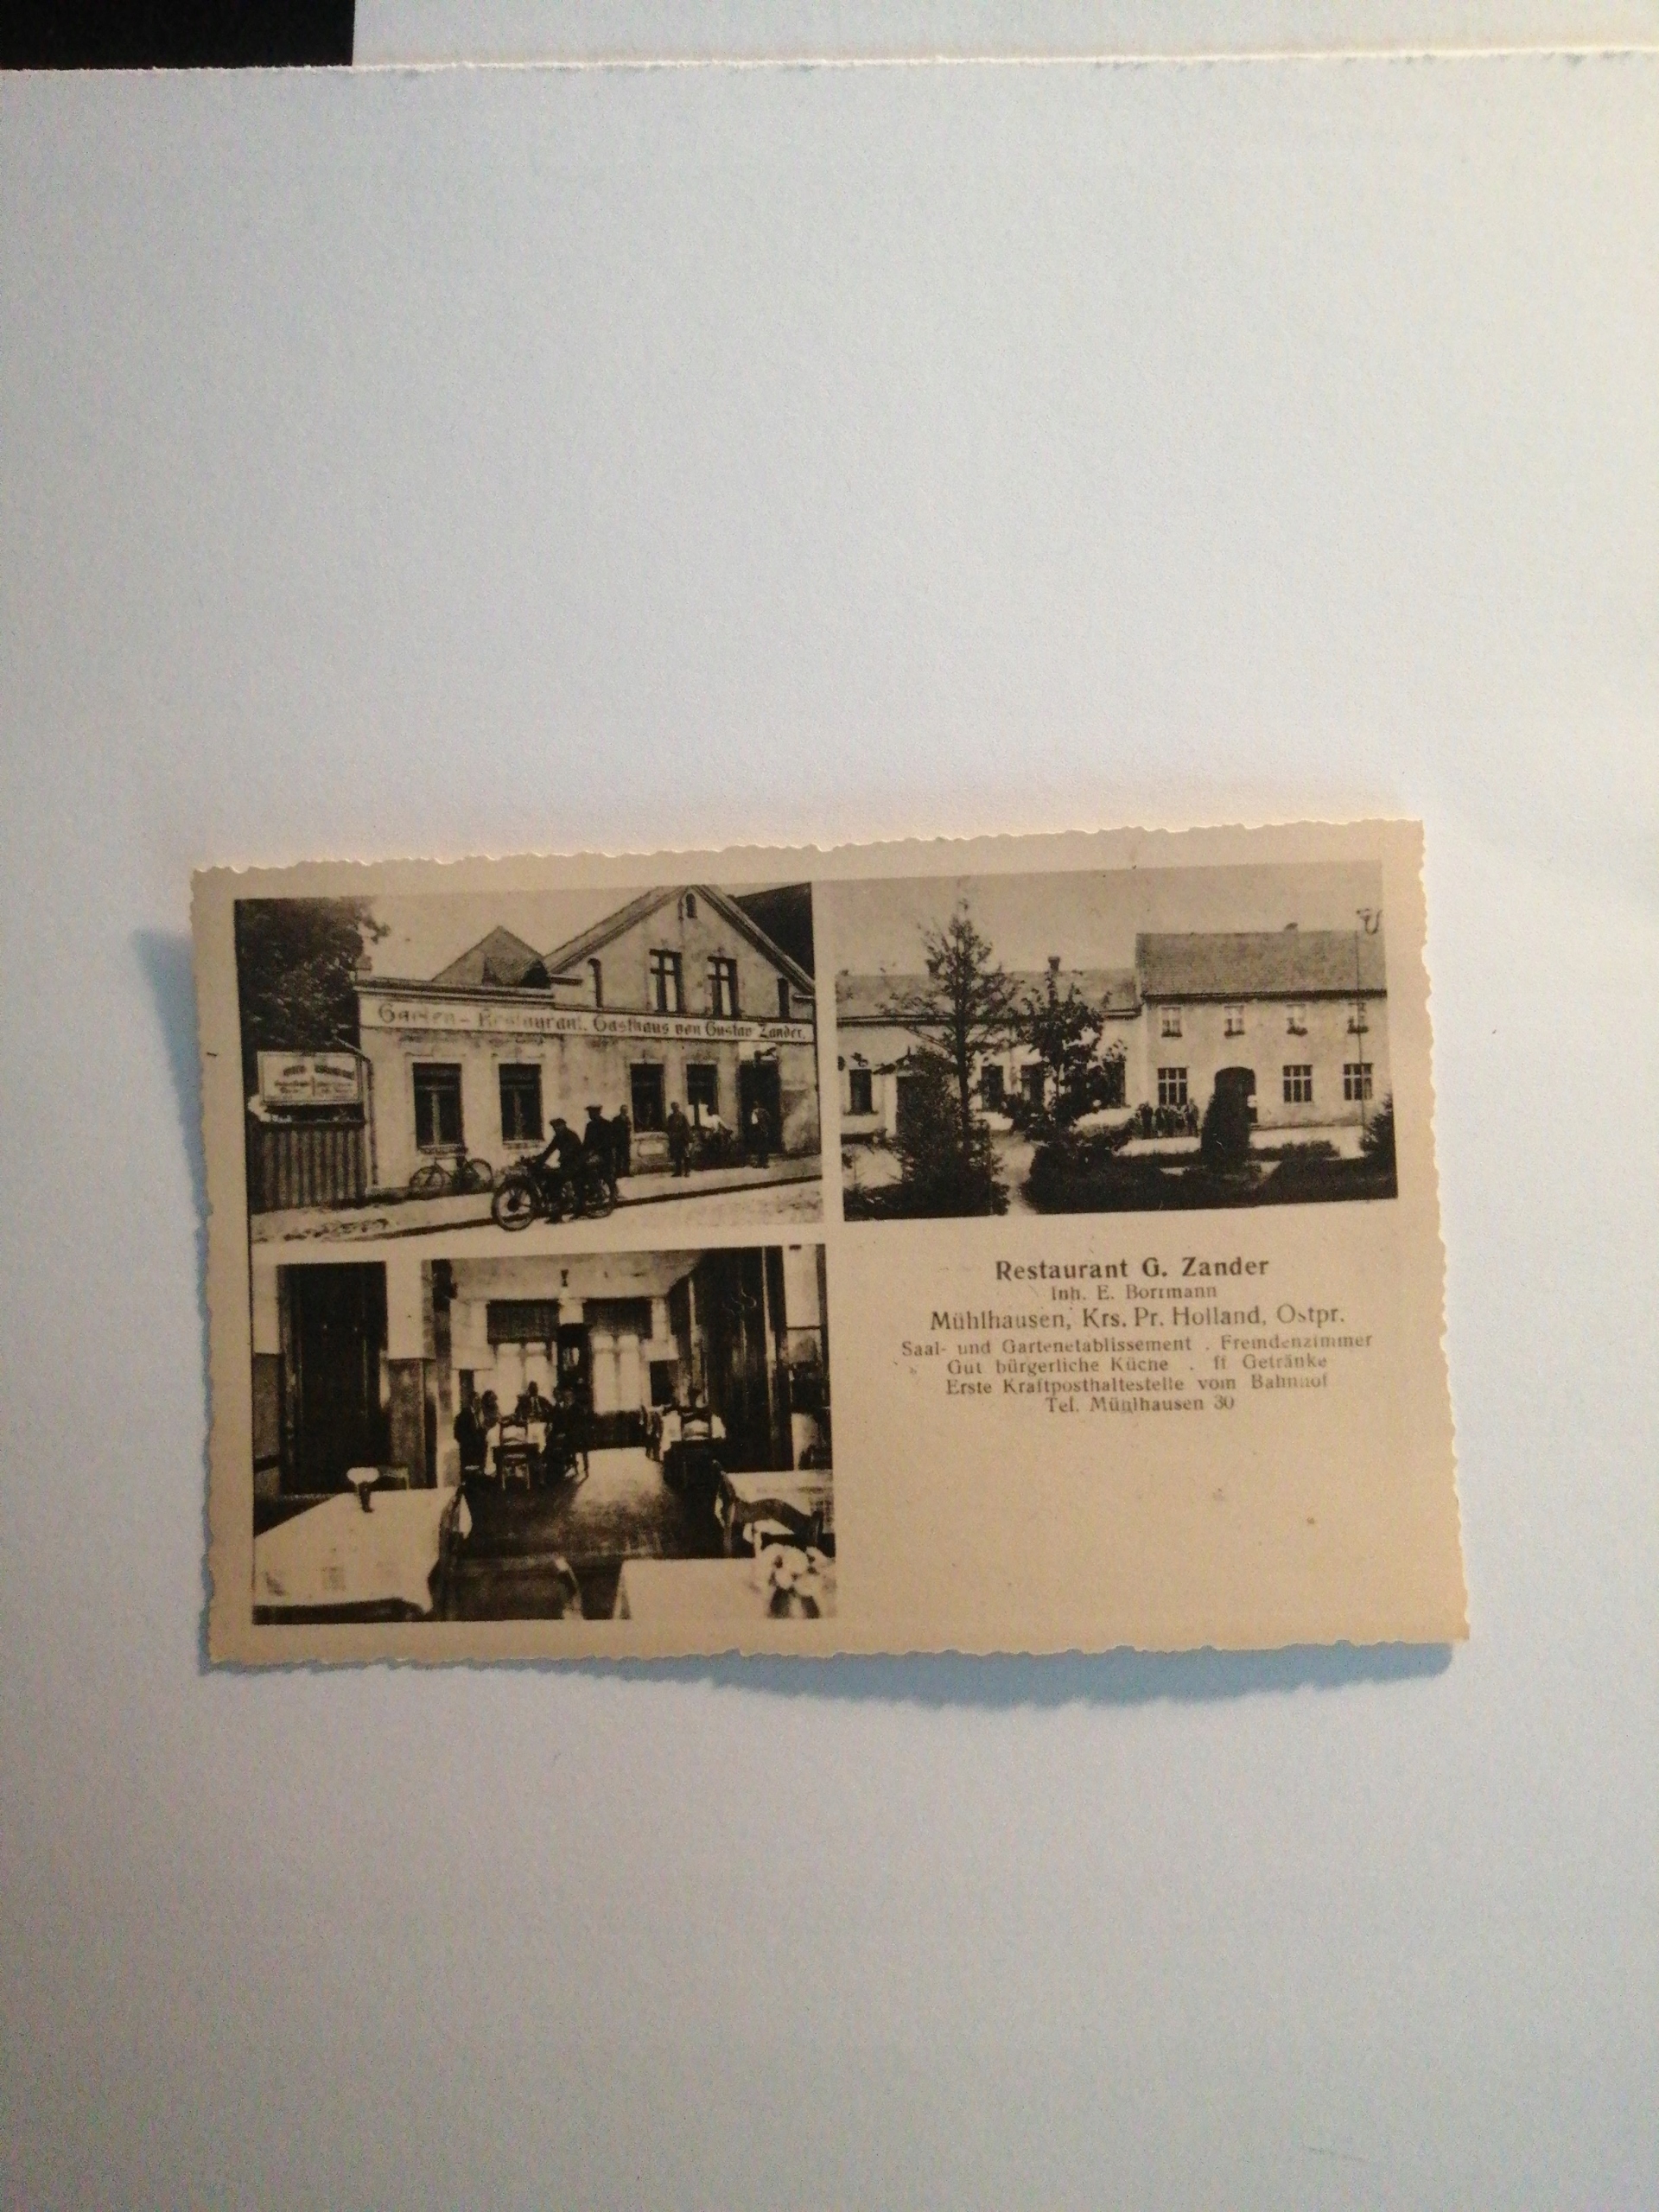 Garten-Restaurant. Gasthaus von Gustav Zander.
Restaurant G. Zander
Inh. E. Borrmann
Mühlhausen, Krs. Pr. Holland, Ostpr.
Saal- und Gartenetablissement . Fremdenzimmer
Gut bürgerliche Küche . ff Getränke
Erste Kraftposthaltestelle vom Bahnhof
Tel. Mühlhausen 30